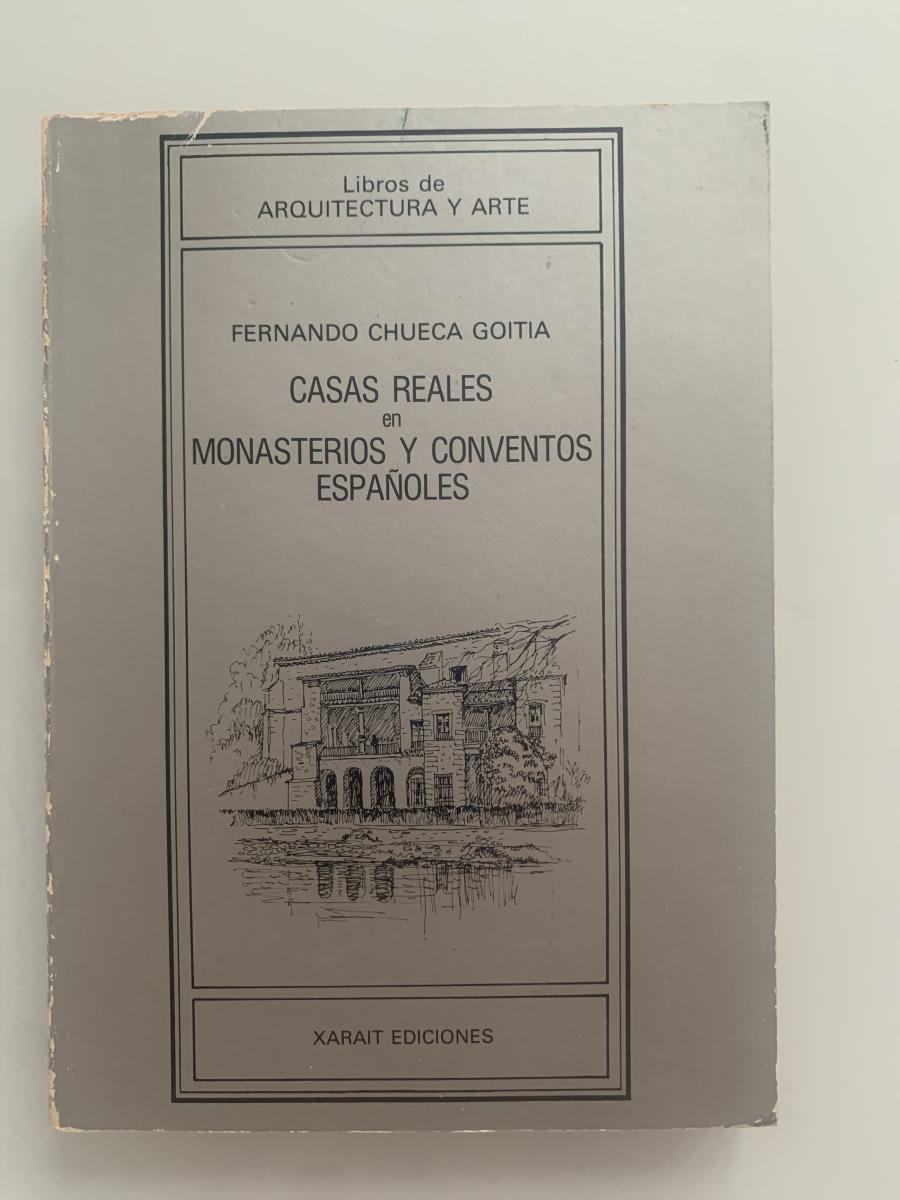 Libros de
ARQUITECTURA Y ARTE
FERNANDO CHUECA GOITIA
CASAS REALES
en
MONASTERIOS Y CONVENTOS
ESPAÑOLES
XARAIT EDICIONES